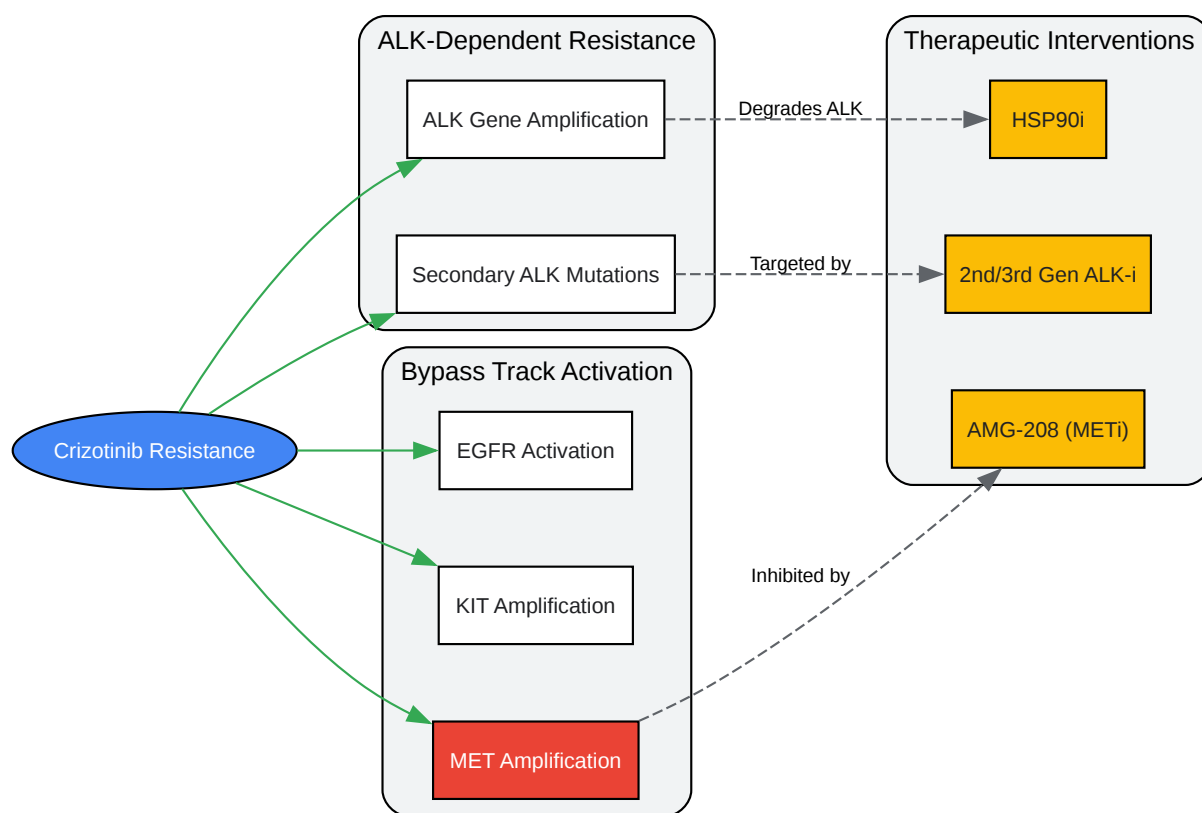 ALK-Dependent Resistance
ALK Gene Amplification
Secondary ALK Mutations
Degrades ALK
Targeted by
Therapeutic Interventions
HSP90i
2nd/3rd Gen ALK-i
AMG-208 (METi)
Crizotinib Resistance
Bypass Track Activation
EGFR Activation
KIT Amplification
MET Amplification
Inhibited by